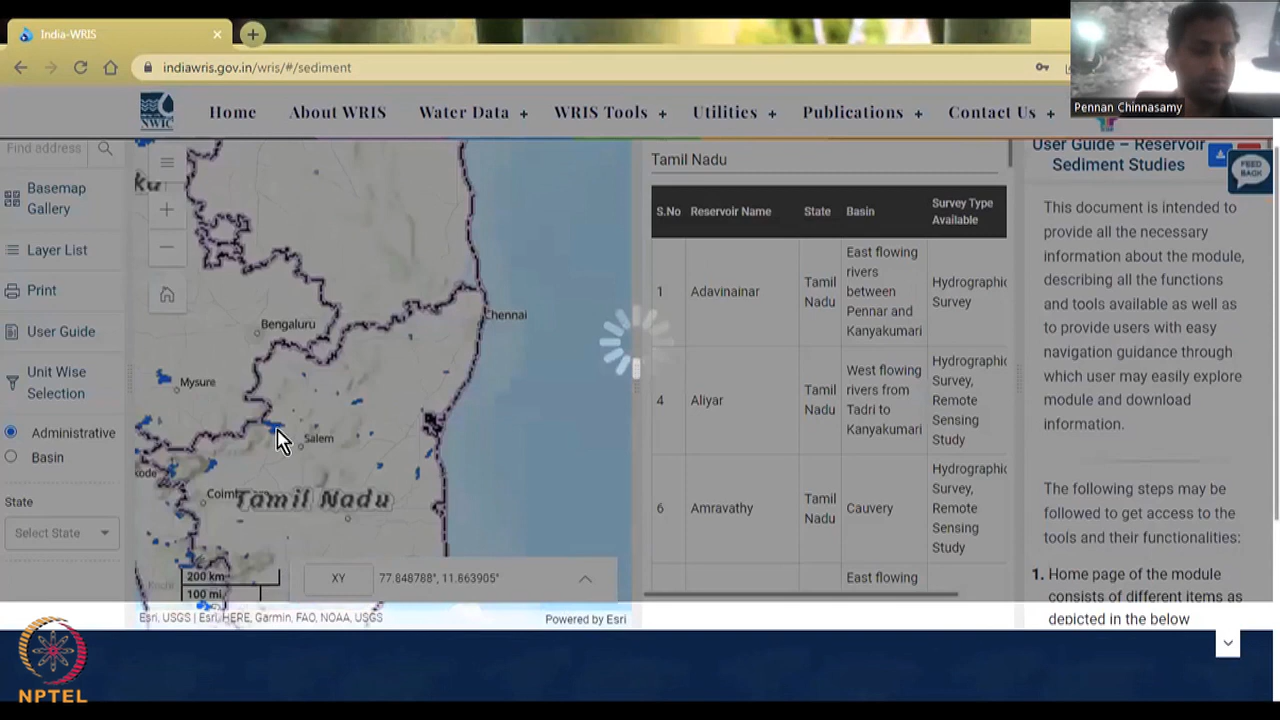 India-WRIS
indiawris.gov.in/wris/#/sediment
Pennan Chinnasamy
NWIC
Home
About WRIS
Water Data +
WRIS Tools +
Utilities +
Publications +
Contact Us +
Find address
Basemap
Gallery
Layer List
Print
User Guide
Unit Wise
Selection
Administrative
Basin
State
Select State
Bengaluru
Chennai
Mysure
Salem
Tamil Nadu
200 km
100 mi
XY
77.848788°, 11.863905°
Esri, USGS | Esri, HERE, Garmin, FAO, NOAA, USGS
Powered by Esri
Tamil Nadu
S.No
Reservoir Name
State
Basin
Survey Type
Available
1
Adavinainar
Tamil
Nadu
East flowing
rivers
between
Pennar and
Kanyakumari
Hydrographic
Survey
4
Aliyar
Tamil
Nadu
West flowing
rivers from
Tadri to
Kanyakumari
Hydrographic
Survey,
Remote
Sensing
Study
6
Amravathy
Tamil
Nadu
Cauvery
Hydrographic
Survey,
Remote
Sensing
Study
East flowing
User Guide – Reservoir
Sediment Studies
FEED
BACK
This document is intended to
provide all the necessary
information about the module,
describing all the functions
and tools available as well as
to provide users with easy
navigation guidance through
which user may easily explore
module and download
information.
The following steps may be
followed to get access to the
tools and their functionalities:
1. Home page of the module
consists of different items as
depicted in the below
NPTEL